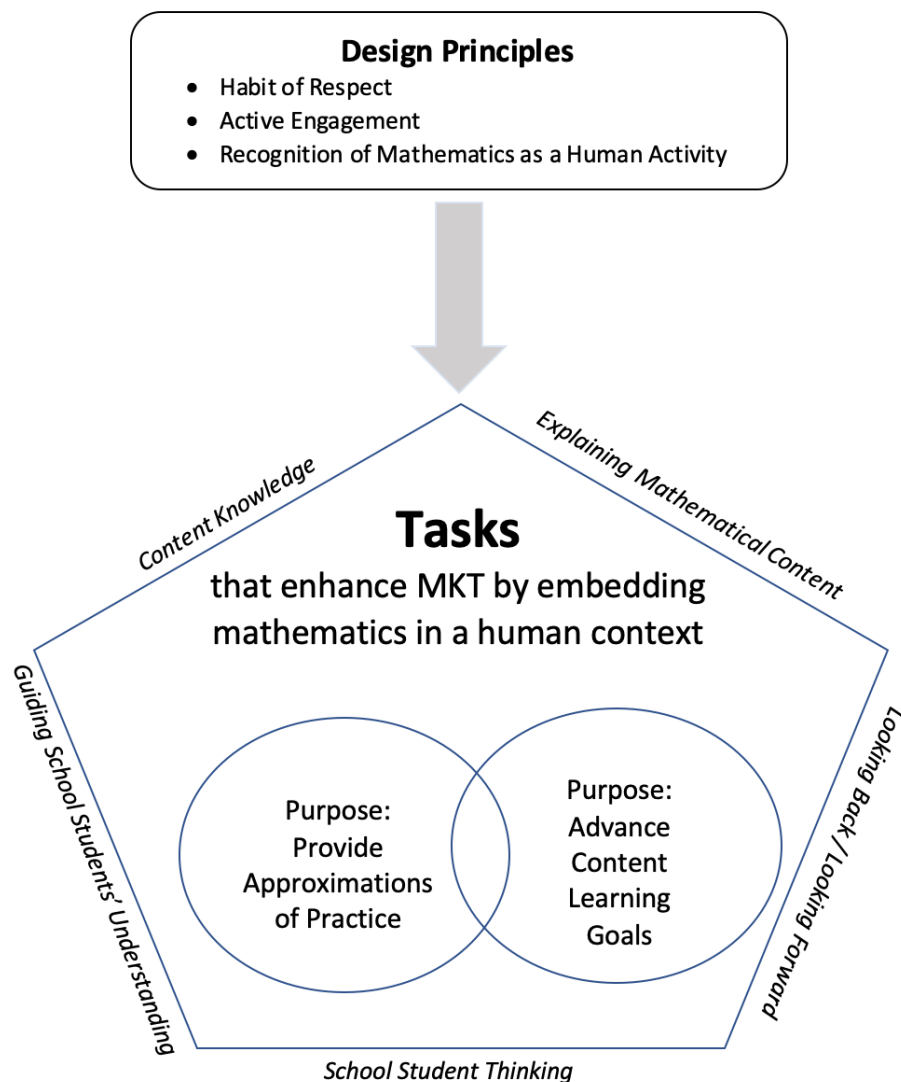 Design Principles
• Habit of Respect
• Active Engagement
• Recognition of Mathematics as a Human Activity
Content Knowledge
Explaining Mathematical Content
Tasks
that enhance MKT by embedding
mathematics in a human context
Guiding School Students’ Understanding
Looking Back / Looking Forward
Purpose:
Provide
Approximations
of Practice
Purpose:
Advance
Content
Learning
Goals
School Student Thinking